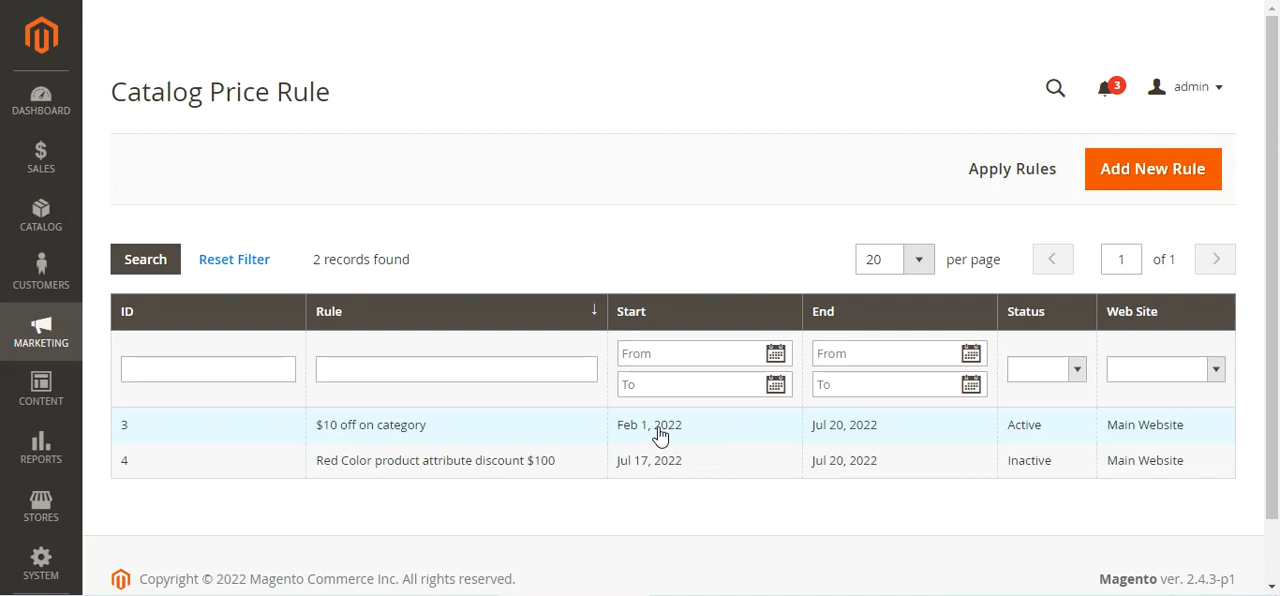 Catalog Price Rule
3
admin
Apply Rules
Add New Rule
Search
Reset Filter
2 records found
20
per page
1
of 1
ID
Rule
Start
End
Status
Web Site
From
From
To
To
3
$10 off on category
Feb 1, 2022
Jul 20, 2022
Active
Main Website
4
Red Color product attribute discount $100
Jul 17, 2022
Jul 20, 2022
Inactive
Main Website
DASHBOARD
$
SALES
CATALOG
CUSTOMERS
MARKETING
CONTENT
REPORTS
STORES
SYSTEM
Copyright © 2022 Magento Commerce Inc. All rights reserved.
Magento ver. 2.4.3-p1